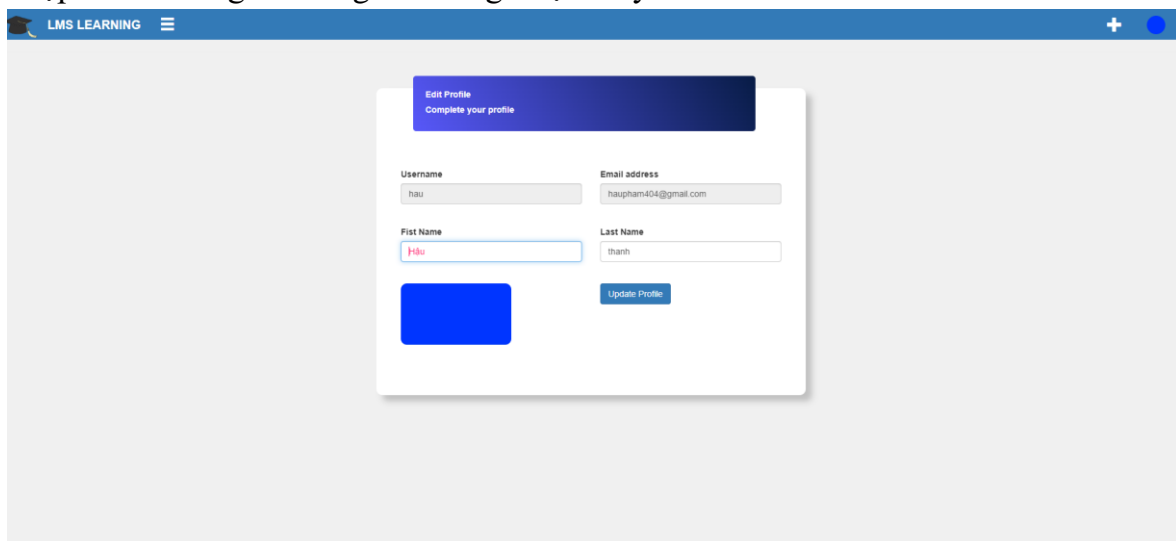 LMS LEARNING
Edit Profile
Complete your profile
Username
Email address
hau
haupham404@gmail.com
Fist Name
Last Name
Hậu
thanh
Update Profile